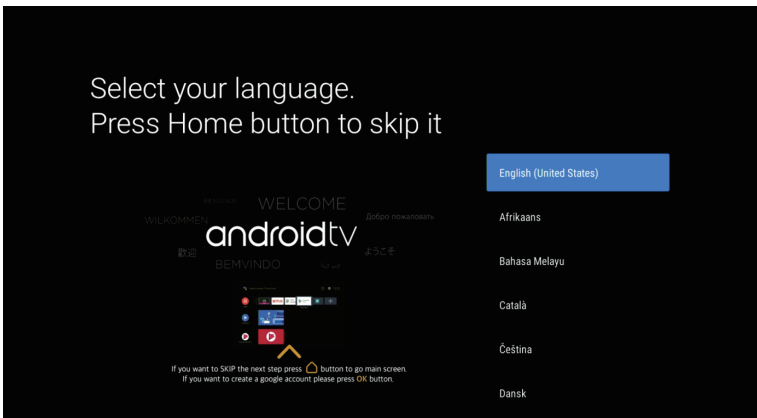 Select your language.
Press Home button to skip it
English (United States)
Afrikaans
Bahasa Melayu
Català
Čeština
Dansk
WELCOME
WILKOMMEN
Добро пожаловать
androidtv
歓迎
ようこそ
BEMVINDO
If you want to SKIP the next step press button to go main screen.
If you want to create a google account please press OK button.